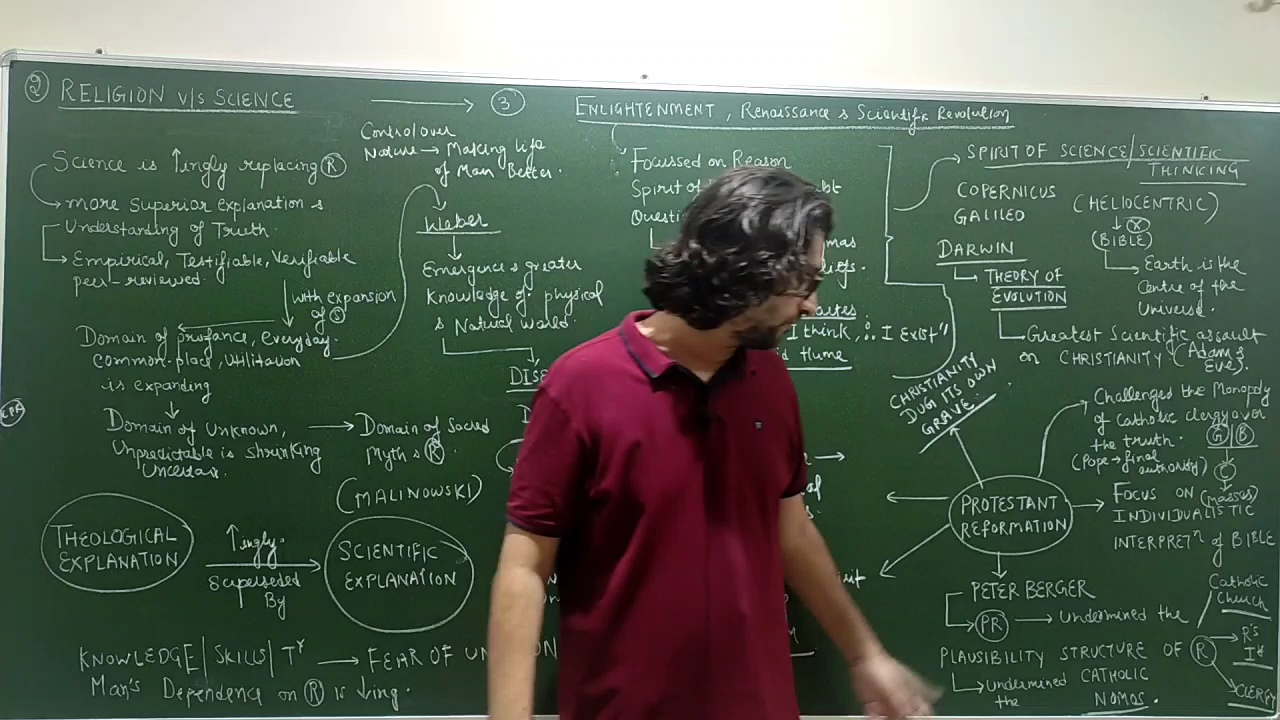 ② RELIGION v/s SCIENCE
Science is ↑ingly replacing Ⓡ
→ more superior explanation &
Understanding of Truth.
→ Empirical, Testifiable, Verifiable
peer-reviewed.
with expansion
of Ⓢ
Domain of profance, everyday
common-place, utilitarian
is expanding
Domain of Unknown, → Domain of Sacred
Unpredictable is shrinking
Uncertain.
Myth & Ⓡ
(MALINOWSKI)
THEOLOGICAL
EXPLANATION
↑ingly.
Superseded
By
SCIENTIFIC
EXPLANATION
KNOWLEDGE | SKILLS | Tʸ → FEAR OF
Man's Dependence on Ⓡ is ↓ing.
→ ③
Control over
Nature → Making life
of Man Better.
Weber
Emergence & greater
Knowledge of physical
& Natural world.
ENLIGHTENMENT, Renaissance & Scientific Revolution
Focussed on Reason
Spirit of
I think, ∴ I Exist"
Hume
CHRISTIANITY
DUG ITS OWN
GRAVE.
→ SPIRIT OF SCIENCE/SCIENTIFIC
THINKING
COPERNICUS
GALILEO
(HELIOCENTRIC)
Ⓧ
(BIBLE)
→ Earth is the
Centre of the
Universe.
DARWIN
→ THEORY OF
EVOLUTION
→ Greatest Scientific assault
on CHRISTIANITY (Adam &
Eve).
PROTESTANT
REFORMATION
Challenged the Monopoly
of Catholic clergy over
the truth. Ⓖ | Ⓑ
(Pope → final
authority) Ⓒ
→ FOCUS ON (masses)
INDIVIDUALISTIC
INTERPRETⁿ of BIBLE
PETER BERGER
→ PR → Undermined the
PLAUSIBILITY STRUCTURE OF Ⓡ
Catholic
Church
R's
I*
CLERGY
→ Undermined CATHOLIC
the NOMOS.